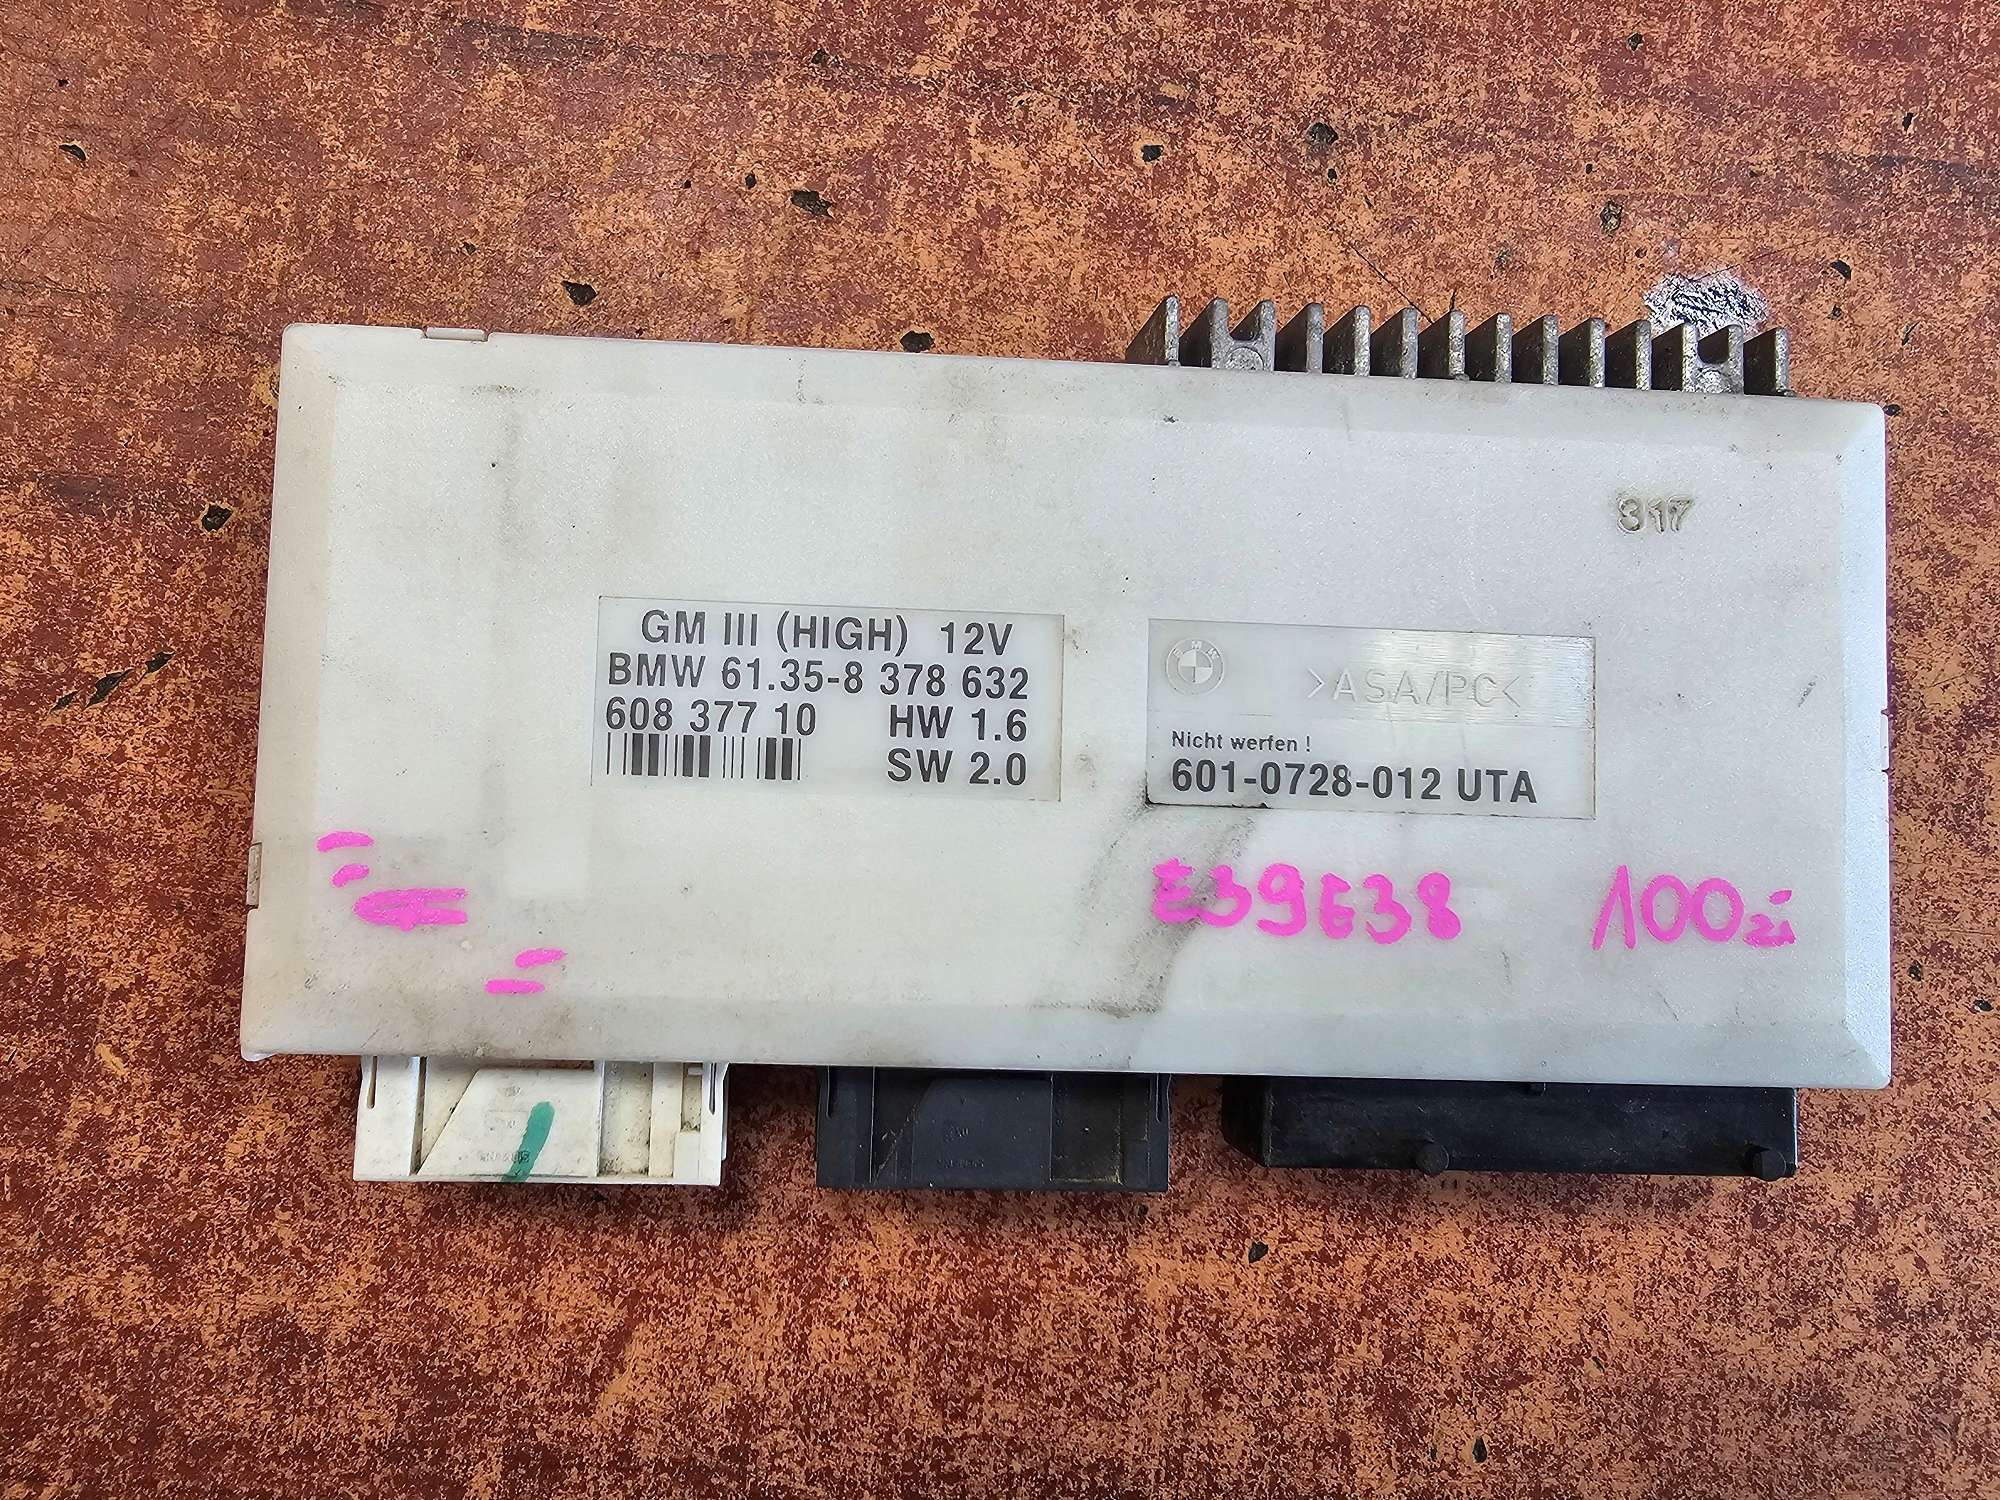 317
GM III (HIGH) 12V
BMW 61.35-8 378 632
608 377 10 HW 1.6
SW 2.0
BMW
>ASA/PC<
Nicht werfen !
601-0728-012 UTA
E39E38 100zł